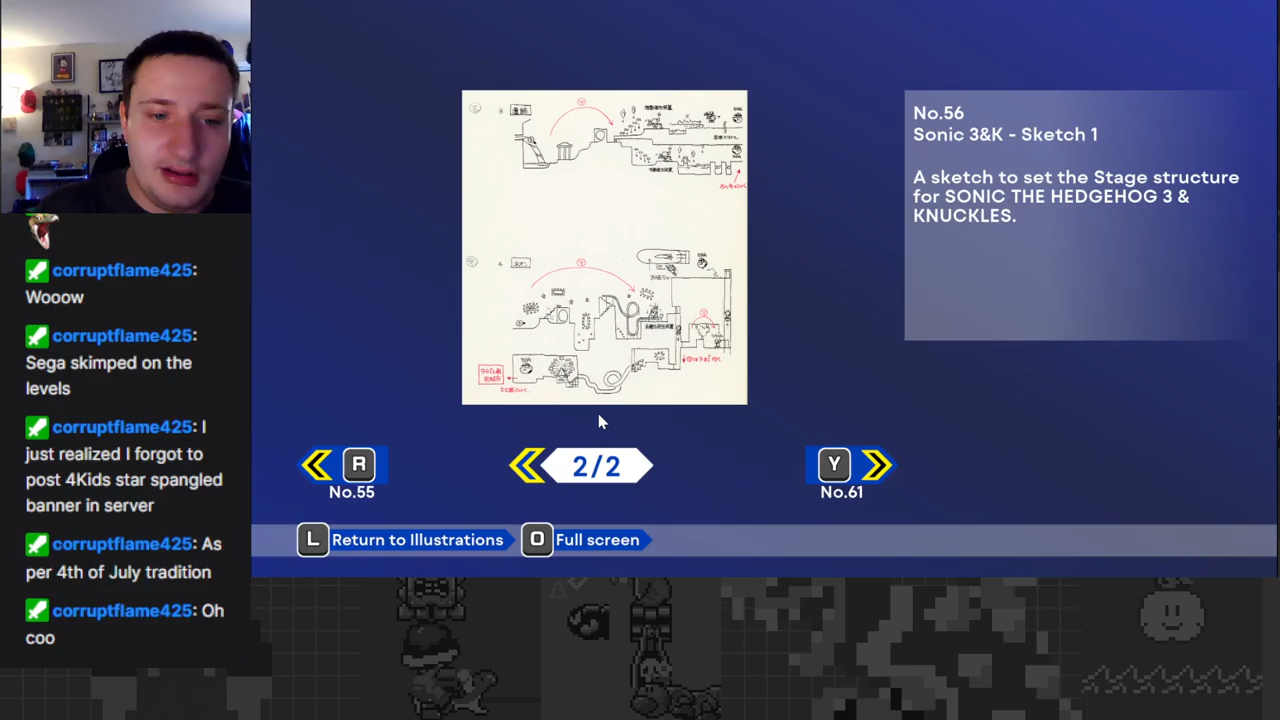 corruptflame425:
Wooow
corruptflame425:
Sega skimped on the
levels
corruptflame425: I
just realized I forgot to
post 4Kids star spangled
banner in server
corruptflame425: As
per 4th of July tradition
corruptflame425: Oh
coo
No.56
Sonic 3&K - Sketch 1
A sketch to set the Stage structure
for SONIC THE HEDGEHOG 3 &
KNUCKLES.
R
No.55
2/2
Y
No.61
L Return to Illustrations
O Full screen